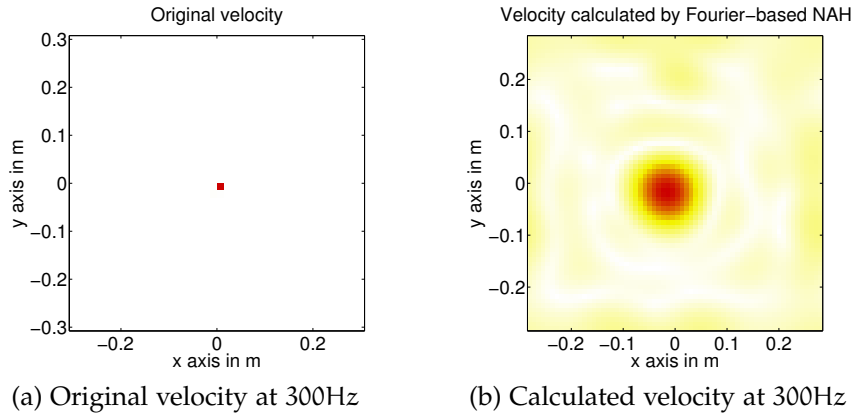 Original velocity
0.3
0.2
0.1
0
−0.1
−0.2
−0.3
y axis in m
−0.2
0
0.2
x axis in m
(a) Original velocity at 300Hz
Velocity calculated by Fourier−based NAH
0.2
0.1
0
−0.1
−0.2
y axis in m
−0.2
−0.1
0
0.1
0.2
x axis in m
(b) Calculated velocity at 300Hz